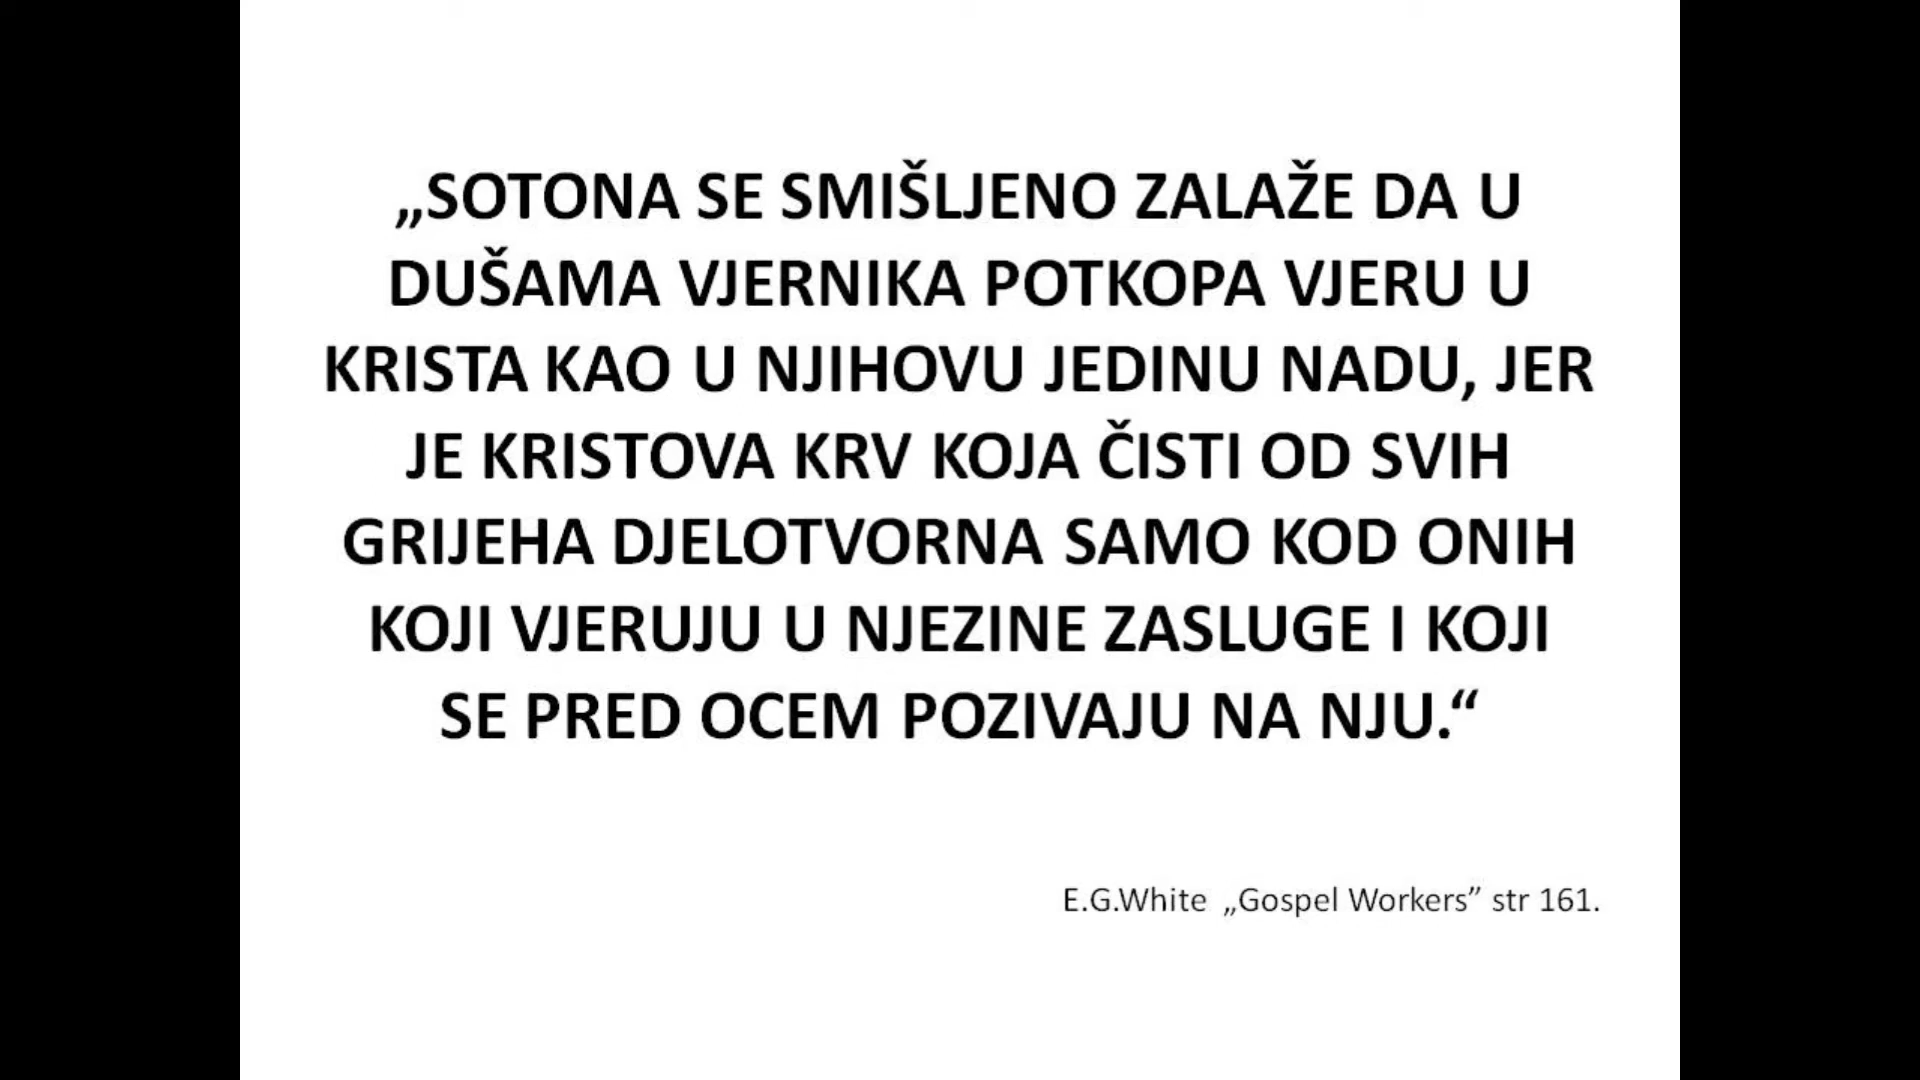 „SOTONA SE SMIŠLJENO ZALAŽE DA U
DUŠAMA VJERNIKA POTKOPA VJERU U
KRISTA KAO U NJIHOVU JEDINU NADU, JER
JE KRISTOVA KRV KOJA ČISTI OD SVIH
GRIJEHA DJELOTVORNA SAMO KOD ONIH
KOJI VJERUJU U NJEZINE ZASLUGE I KOJI
SE PRED OCEM POZIVAJU NA NJU.“
E.G.White „Gospel Workers” str 161.